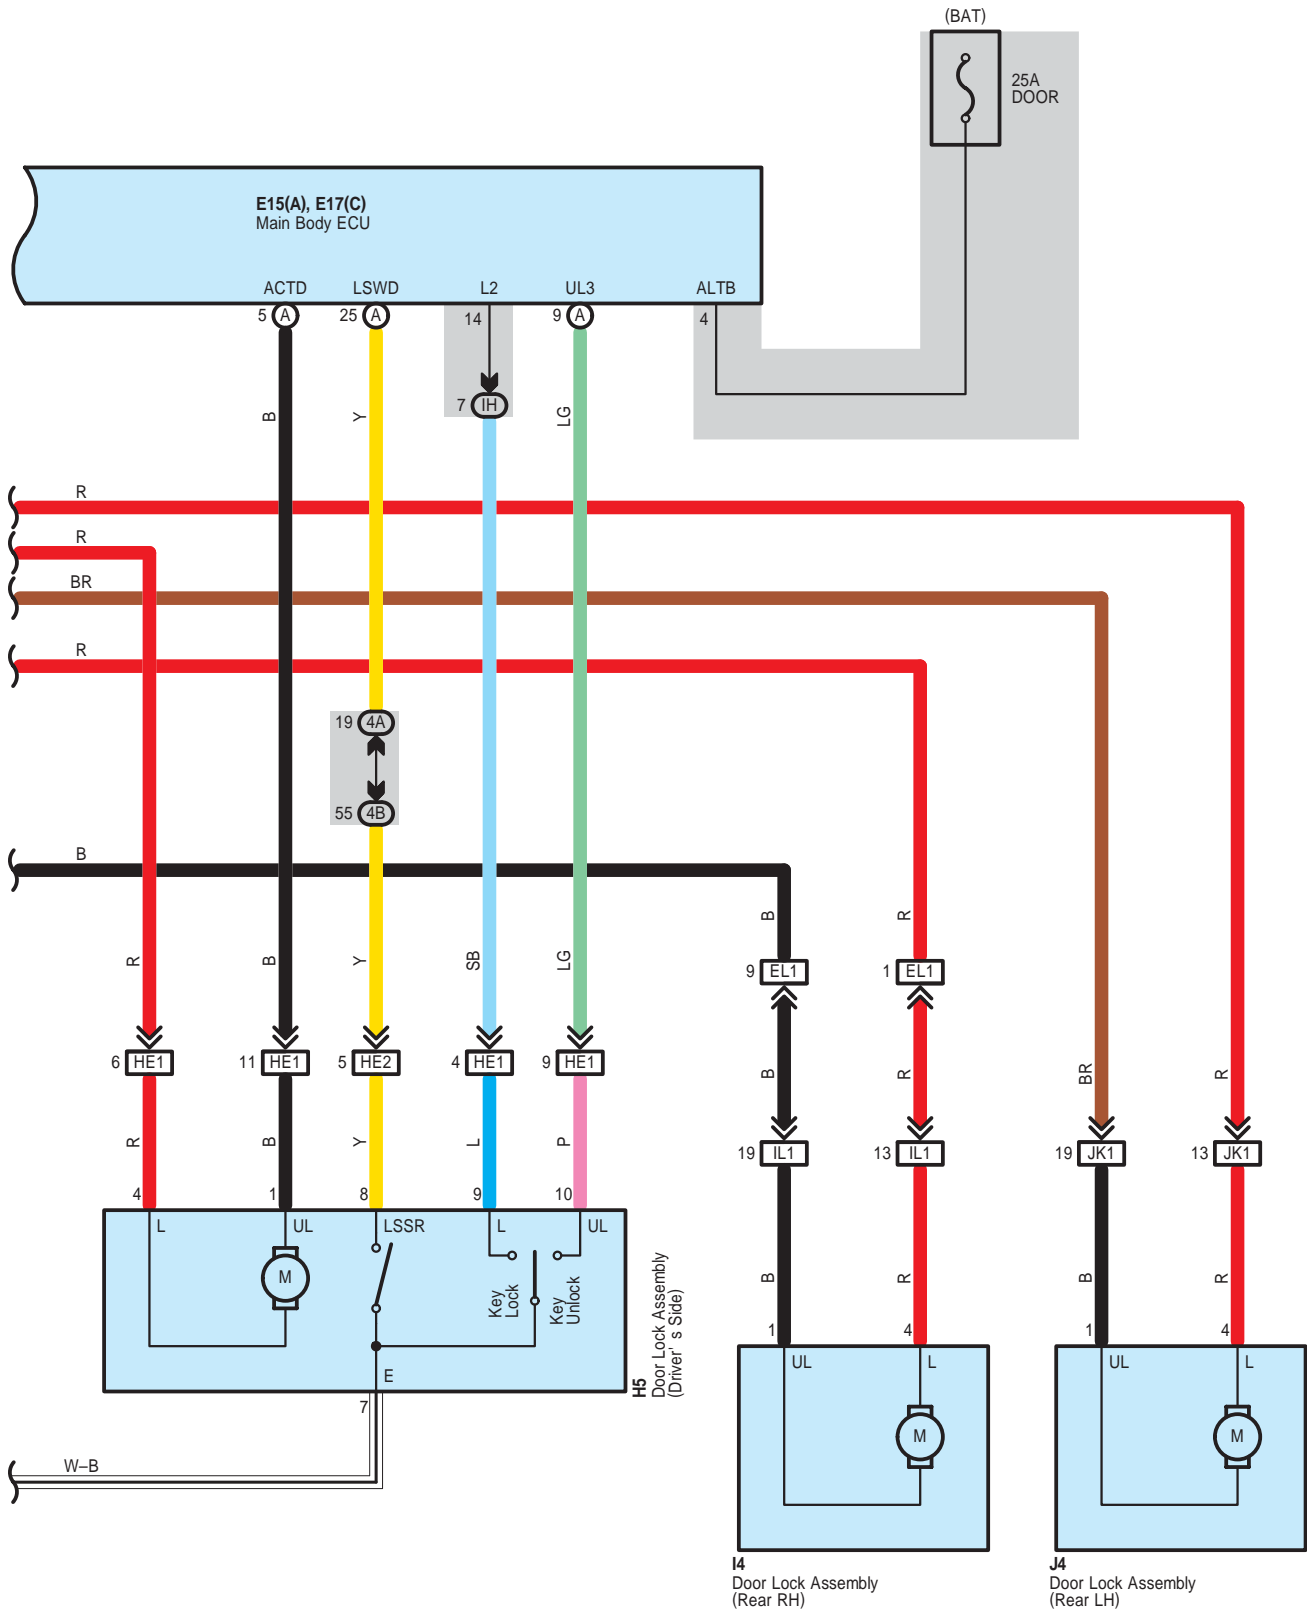 (BAT)
25A
DOOR
E15(A), E17(C)
Main Body ECU
ACTD
LSWD
L2
UL3
ALTB
5 A
25 A
14
9 A
4
7 IH
B
Y
LG
R
R
BR
R
19 4A
55 4B
B
B
R
R
B
Y
SB
LG
9 EL1
1 EL1
6 HE1
11 HE1
5 HE2
4 HE1
9 HE1
B
R
BR
R
R
B
Y
L
P
19 IL1
13 IL1
19 JK1
13 JK1
4
1
8
9
10
L
UL
LSSR
L
UL
M
Key
Lock
Key
Unlock
E
H5
Door Lock Assembly
(Driver' s Side)
7
B
R
B
R
1
4
1
4
UL
L
UL
L
M
M
W–B
I4
Door Lock Assembly
(Rear RH)
J4
Door Lock Assembly
(Rear LH)